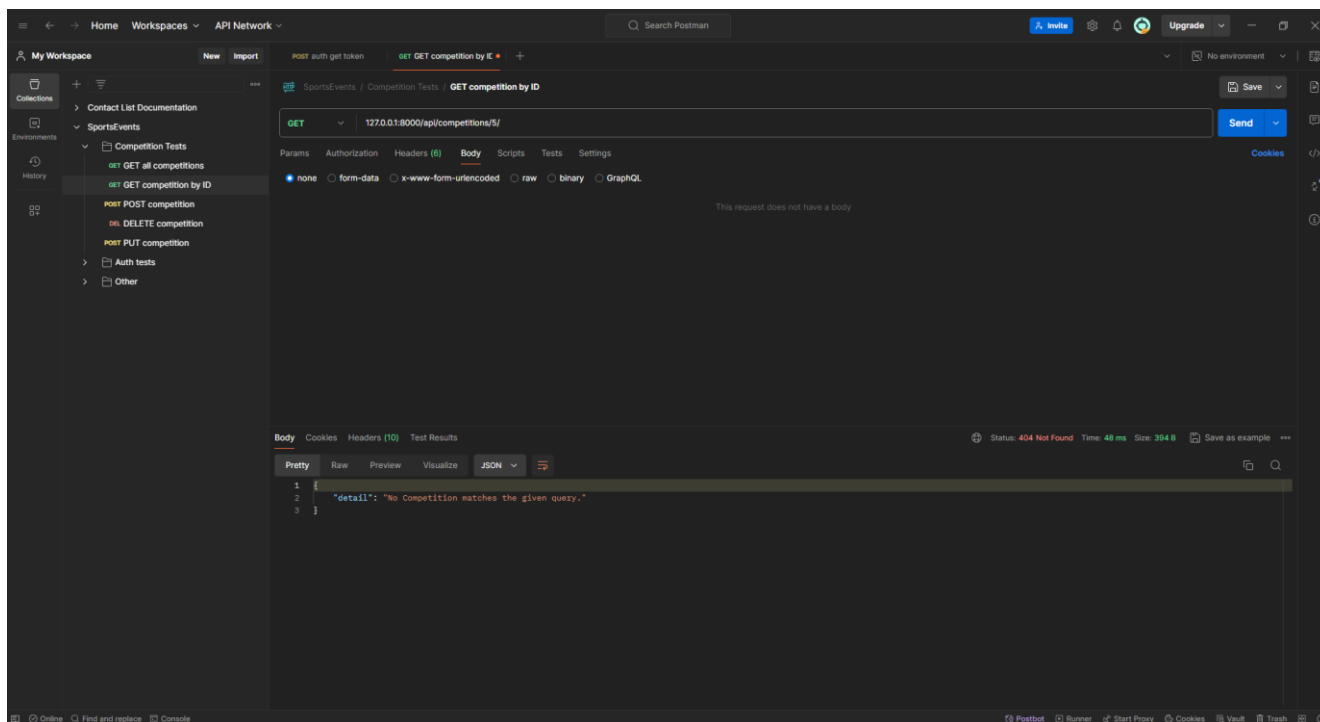 Home Workspaces API Network Search Postman Invite Upgrade
My Workspace New Import POST auth get token GET GET competition by ID No environment
Collections
Environments
History
Contact List Documentation
SportsEvents
Competition Tests
GET GET all competitions
GET GET competition by ID
POST POST competition
DEL DELETE competition
POST PUT competition
Auth tests
Other
HTTP SportsEvents / Competition Tests / GET competition by ID Save
GET 127.0.0.1:8000/api/competitions/5/ Send
Params Authorization Headers (6) Body Scripts Tests Settings Cookies
none form-data x-www-form-urlencoded raw binary GraphQL
This request does not have a body
Body Cookies Headers (10) Test Results Status: 404 Not Found Time: 48 ms Size: 394 B Save as example
Pretty Raw Preview Visualize JSON
1 {
2 "detail": "No Competition matches the given query."
3 }
Online Find and replace Console Postbot Runner Start Proxy Cookies Vault Trash